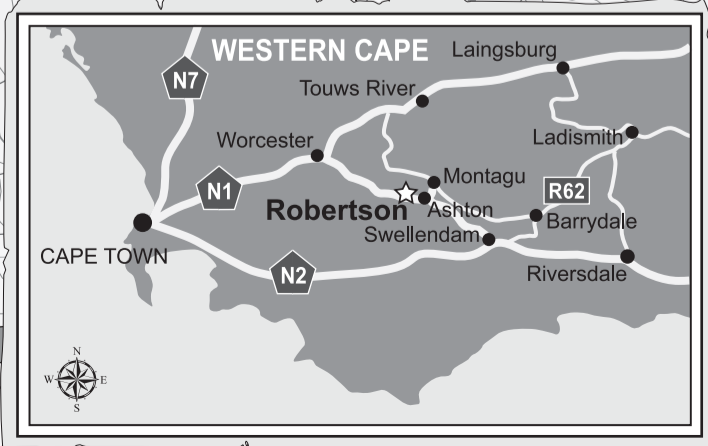 WESTERN CAPE
Laingsburg
N7
Touws River
Worcester
Ladismith
Montagu
N1
R62
Robertson
Ashton
Barrydale
Swellendam
CAPE TOWN
N2
Riversdale
N
W E
S